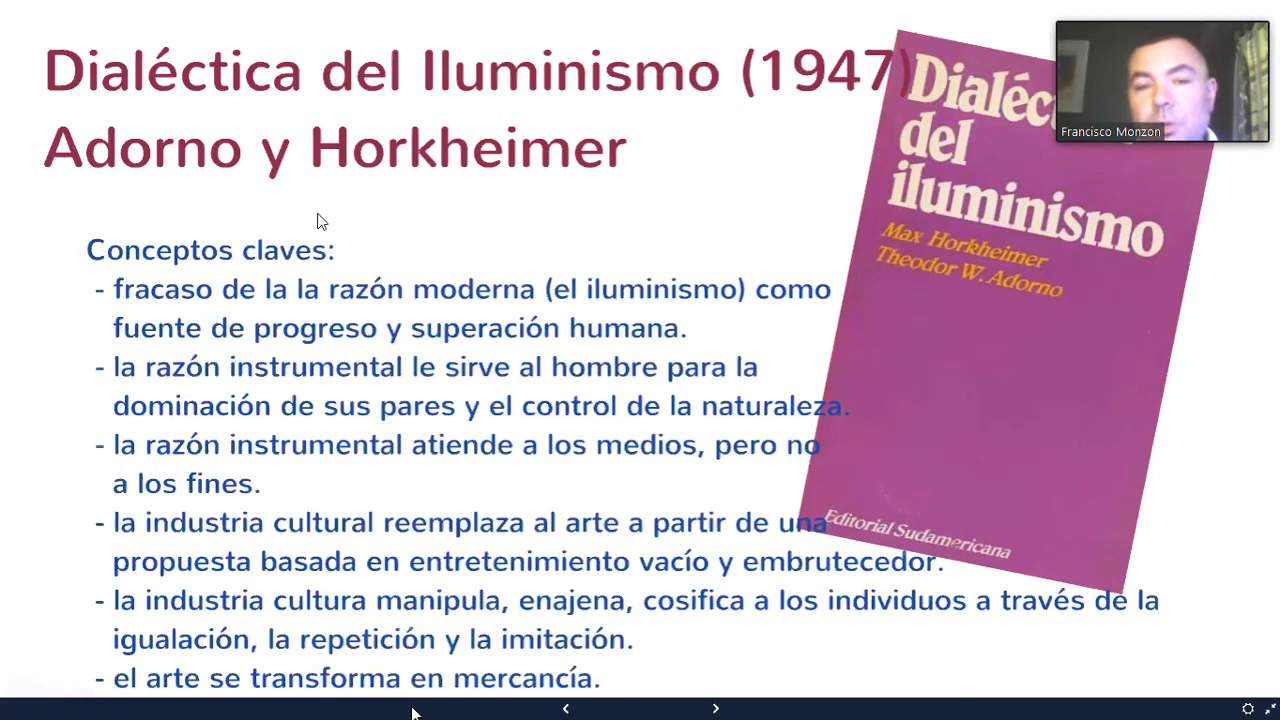 Dialéctica del Iluminismo (1947)
Adorno y Horkheimer
Conceptos claves:
- fracaso de la la razón moderna (el iluminismo) como
fuente de progreso y superación humana.
- la razón instrumental le sirve al hombre para la
dominación de sus pares y el control de la naturaleza.
- la razón instrumental atiende a los medios, pero no
a los fines.
- la industria cultural reemplaza al arte a partir de una
propuesta basada en entretenimiento vacío y embrutecedor.
- la industria cultura manipula, enajena, cosifica a los individuos a través de la
igualación, la repetición y la imitación.
- el arte se transforma en mercancía.
del
iluminismo
Max Horkheimer
Theodor W. Adorno
Editorial Sudamericana
Francisco Monzon